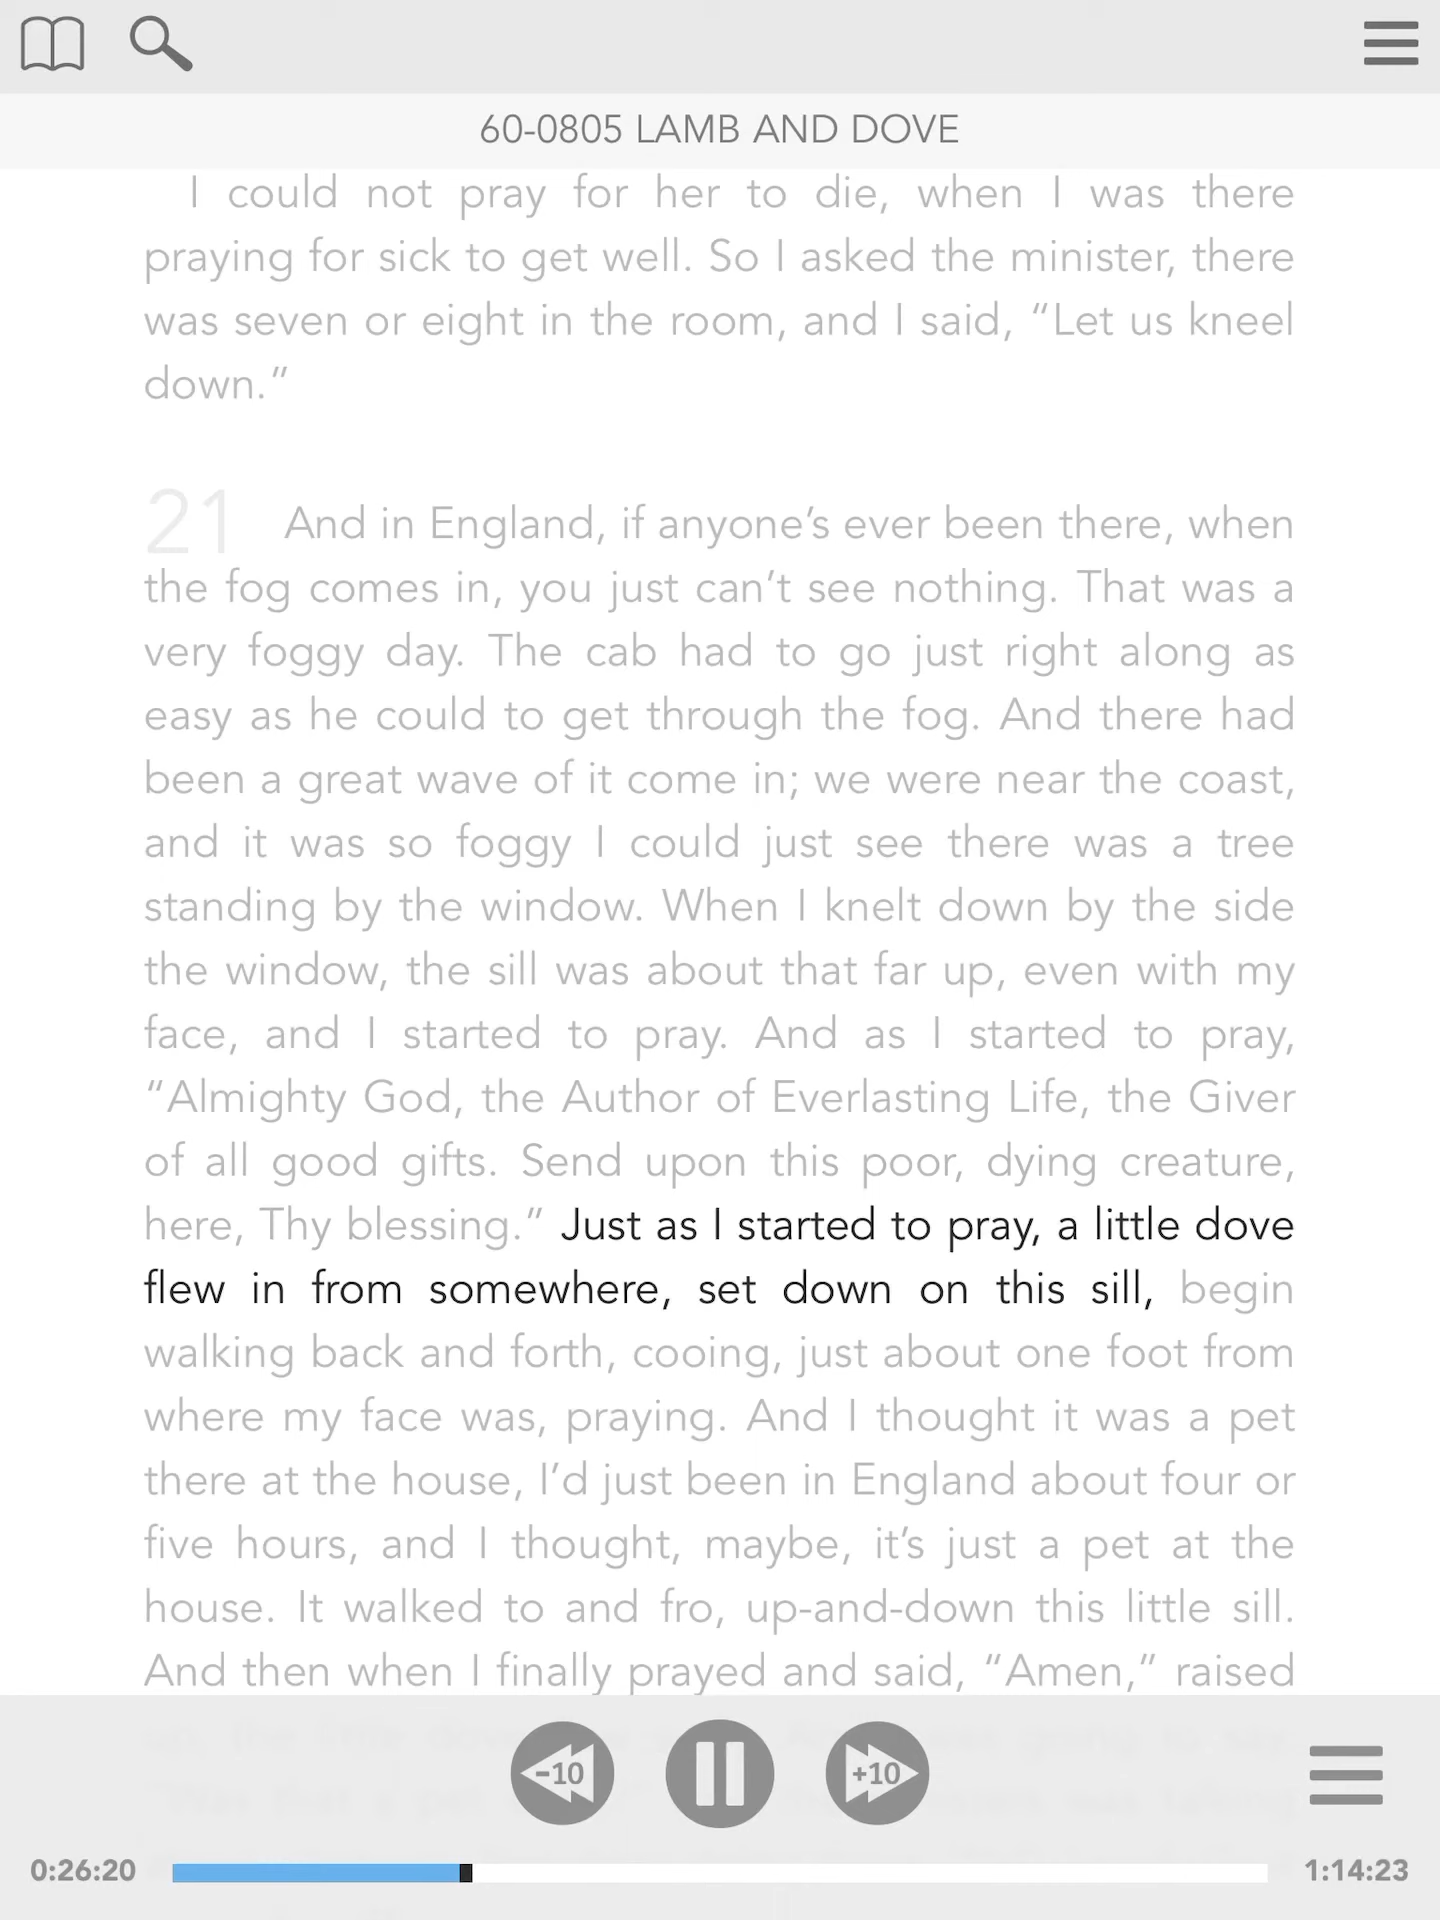 60-0805 LAMB AND DOVE
I could not pray for her to die, when I was there
praying for sick to get well. So I asked the minister, there
was seven or eight in the room, and I said, “Let us kneel
down.”
21 And in England, if anyone’s ever been there, when
the fog comes in, you just can’t see nothing. That was a
very foggy day. The cab had to go just right along as
easy as he could to get through the fog. And there had
been a great wave of it come in; we were near the coast,
and it was so foggy I could just see there was a tree
standing by the window. When I knelt down by the side
the window, the sill was about that far up, even with my
face, and I started to pray. And as I started to pray,
“Almighty God, the Author of Everlasting Life, the Giver
of all good gifts. Send upon this poor, dying creature,
here, Thy blessing.” Just as I started to pray, a little dove
flew in from somewhere, set down on this sill, begin
walking back and forth, cooing, just about one foot from
where my face was, praying. And I thought it was a pet
there at the house, I’d just been in England about four or
five hours, and I thought, maybe, it’s just a pet at the
house. It walked to and fro, up-and-down this little sill.
And then when I finally prayed and said, “Amen,” raised
-10 +10
0:26:20 1:14:23